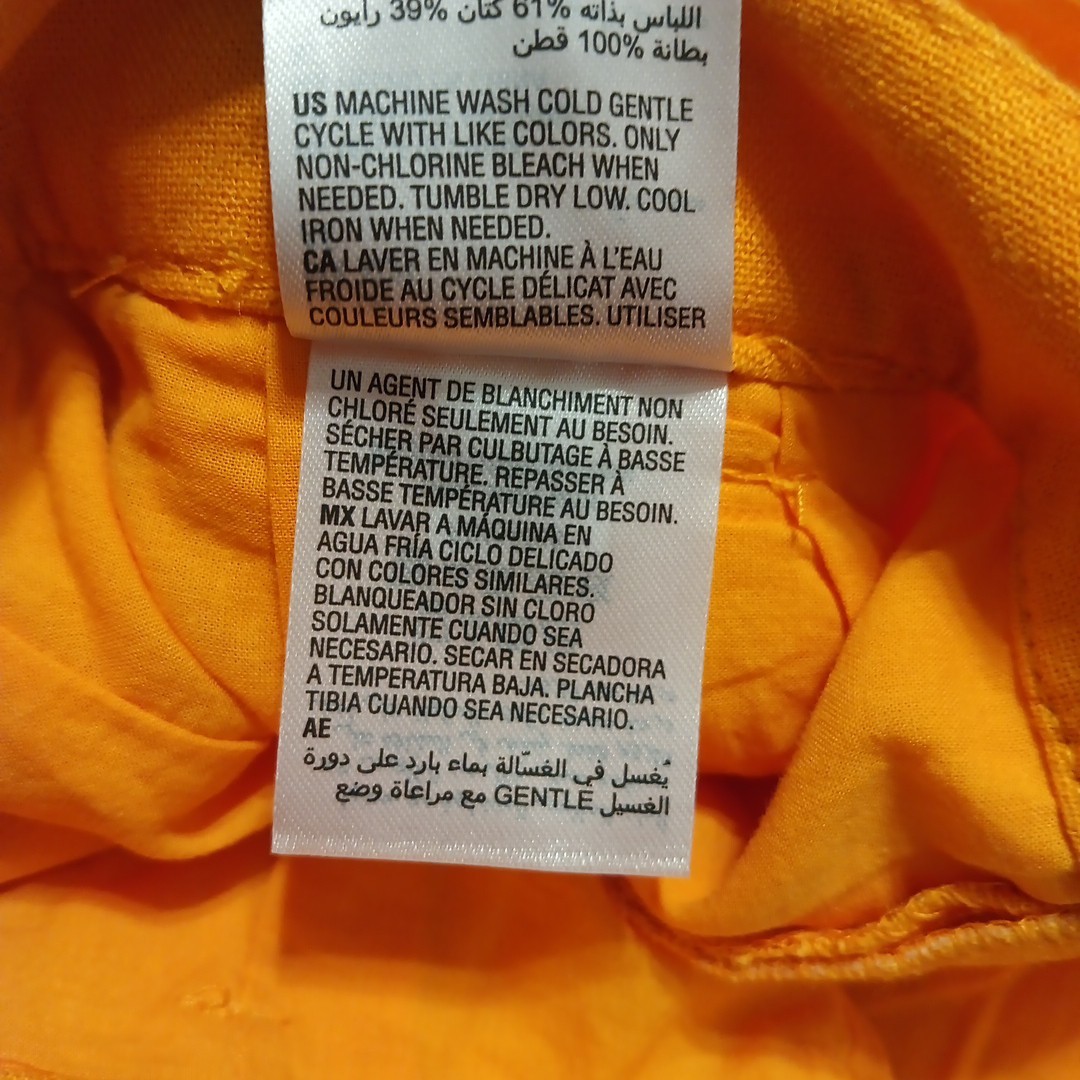 اللباس بذاته 61% كتان 39% رايون
بطانة 100% قطن
US MACHINE WASH COLD GENTLE
CYCLE WITH LIKE COLORS. ONLY
NON-CHLORINE BLEACH WHEN
NEEDED. TUMBLE DRY LOW. COOL
IRON WHEN NEEDED.
CA LAVER EN MACHINE À L'EAU
FROIDE AU CYCLE DÉLICAT AVEC
COULEURS SEMBLABLES. UTILISER
UN AGENT DE BLANCHIMENT NON
CHLORÉ SEULEMENT AU BESOIN.
SÉCHER PAR CULBUTAGE À BASSE
TEMPÉRATURE. REPASSER À
BASSE TEMPÉRATURE AU BESOIN.
MX LAVAR A MÁQUINA EN
AGUA FRÍA CICLO DELICADO
CON COLORES SIMILARES.
BLANQUEADOR SIN CLORO
SOLAMENTE CUANDO SEA
NECESARIO. SECAR EN SECADORA
A TEMPERATURA BAJA. PLANCHA
TIBIA CUANDO SEA NECESARIO.
AE
يُغسل في الغسّالة بماء بارد على دورة
الغسيل GENTLE مع مراعاة وضع